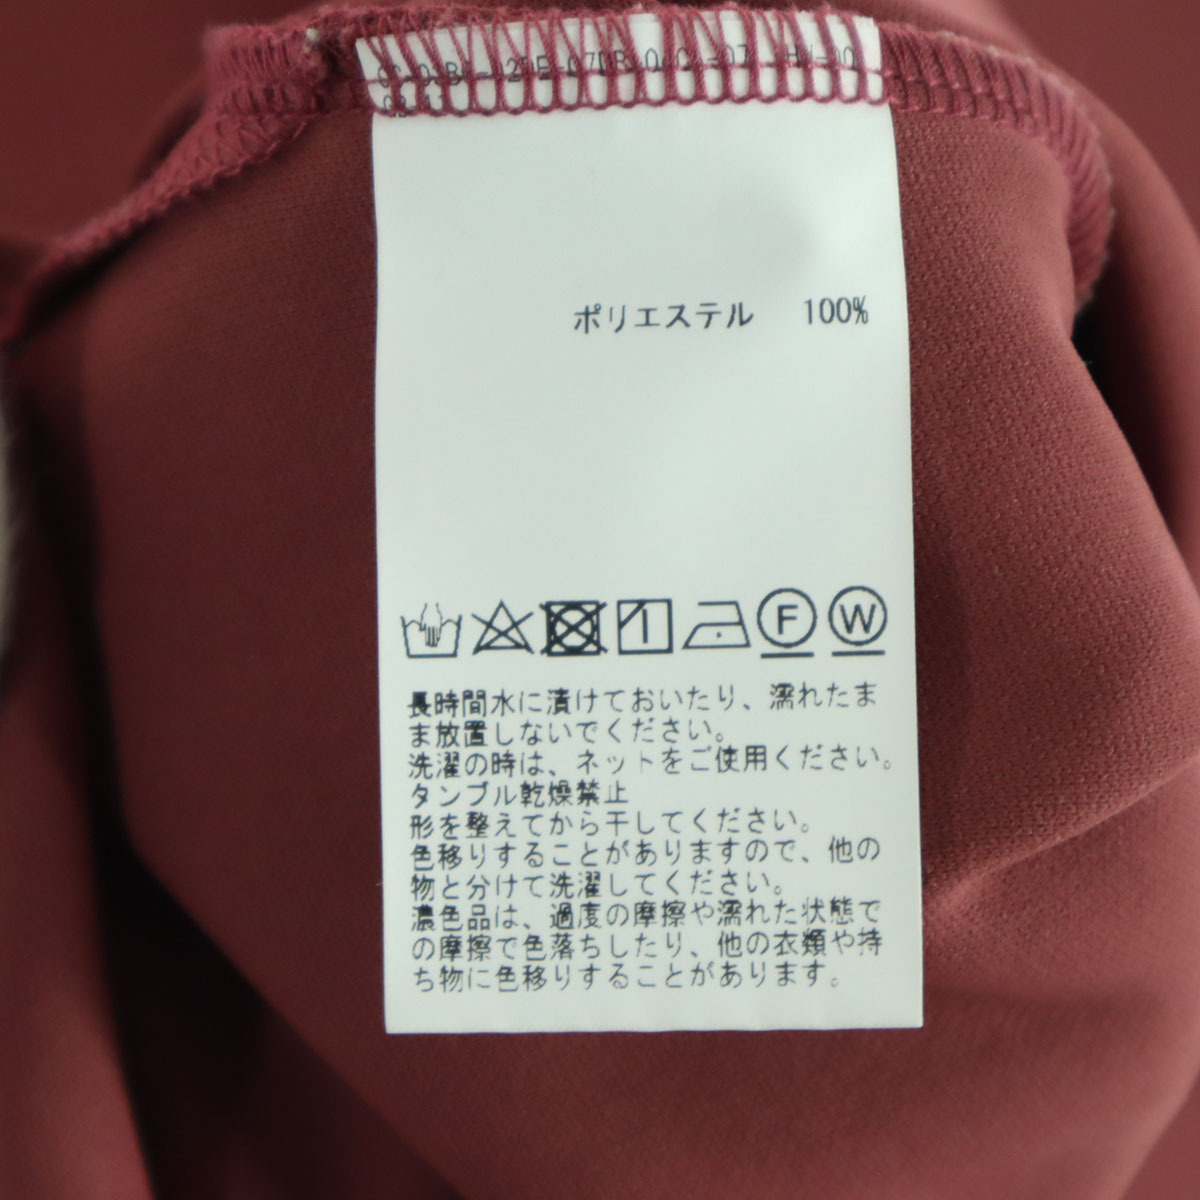 ポリエステル 100%
F W
長時間水に漬けておいたり、濡れたま
ま放置しないでください。
洗濯の時は、ネットをご使用ください。
タンブル乾燥禁止
形を整えてから干してください。
色移りすることがありますので、他の
物と分けて洗濯してください。
濃色品は、過度の摩擦や濡れた状態で
の摩擦で色落ちしたり、他の衣類や持
ち物に色移りすることがあります。